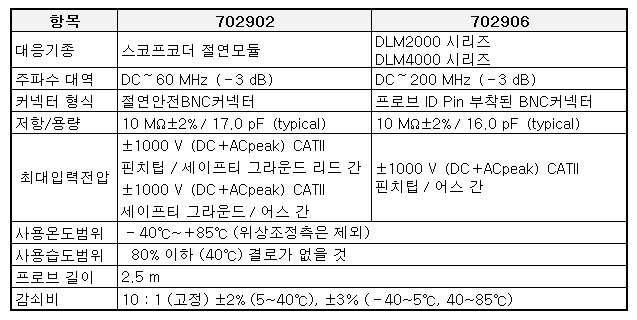 항목 702902 702906
대응기종 스코프코더 절연모듈 DLM2000 시리즈
DLM4000 시리즈
주파수 대역 DC~60 MHz (-3 dB) DC~200 MHz (-3 dB)
커넥터 형식 절연안전BNC커넥터 프로브 ID Pin 부착된 BNC커넥터
저항/용량 10 MΩ±2% / 17.0 pF (typical) 10 MΩ±2% / 16.0 pF (typical)
최대입력전압 ±1000 V (DC+ACpeak) CATII
핀치팁 / 세이프티 그라운드 리드 간
±1000 V (DC+ACpeak) CATII
세이프티 그라운드 / 어스 간
±1000 V (DC+ACpeak) CATII
핀치팁 / 어스 간
사용온도범위 -40℃~+85℃ (위상조정측은 제외)
사용습도범위 80% 이하 (40℃) 결로가 없을 것
프로브 길이 2.5 m
감쇠비 10 : 1 (고정) ±2% (5~40℃), ±3% (-40~5℃, 40~85℃)